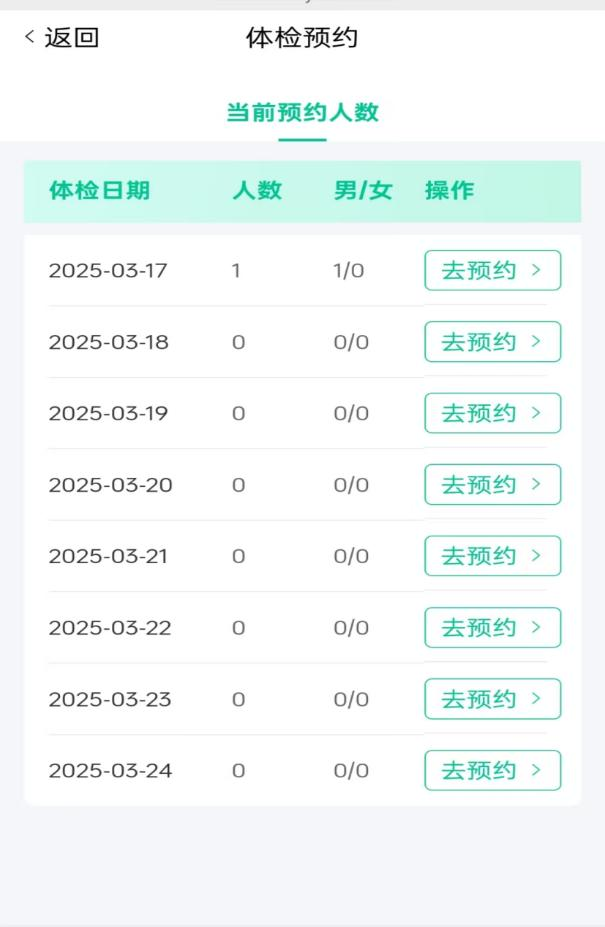 < 返回 体检预约
当前预约人数
体检日期 人数 男/女 操作
2025-03-17 1 1/0 去预约 >
2025-03-18 0 0/0 去预约 >
2025-03-19 0 0/0 去预约 >
2025-03-20 0 0/0 去预约 >
2025-03-21 0 0/0 去预约 >
2025-03-22 0 0/0 去预约 >
2025-03-23 0 0/0 去预约 >
2025-03-24 0 0/0 去预约 >